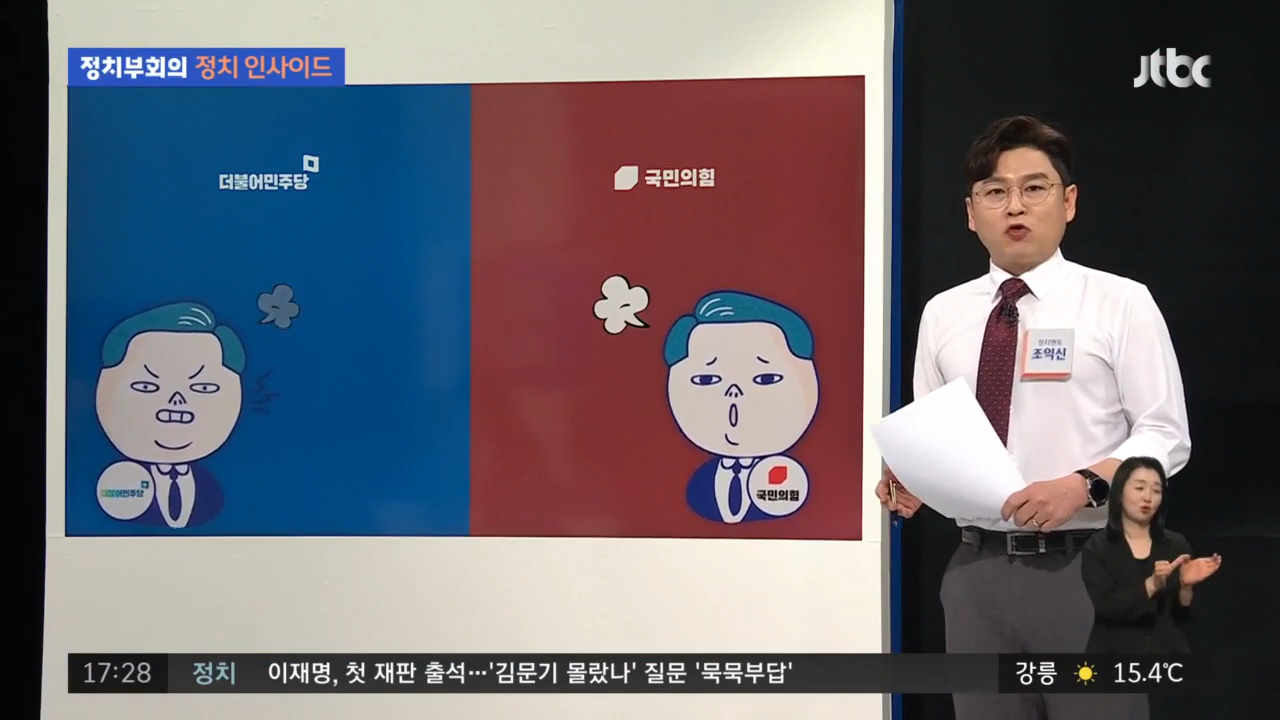 정치부회의 정치 인사이드
jtbc
더불어민주당
국민의힘
정치멘토
조익신
더불어민주당
국민의힘
17:28 정치 이재명, 첫 재판 출석…'김문기 몰랐나' 질문 '묵묵부답' 강릉 15.4℃